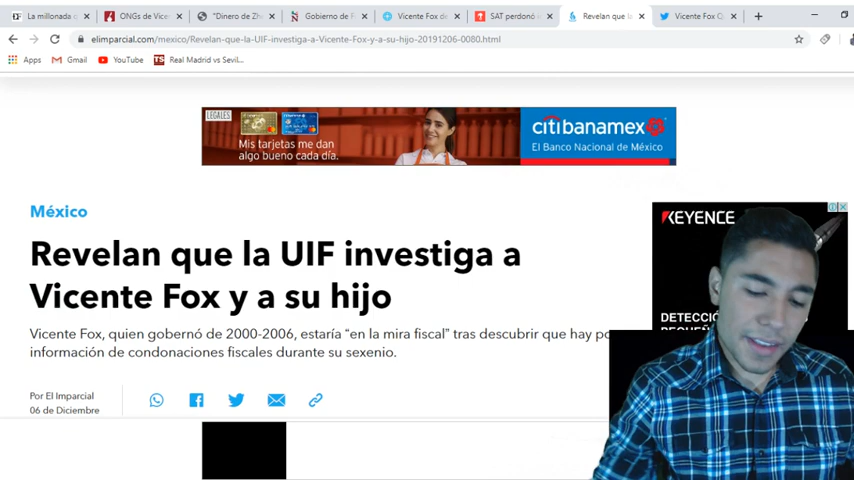 La millonada
ONGs de Vice
"Dinero de Zh
Gobierno de F
Vicente Fox de
SAT perdonó
Revelan que la
Vicente Fox Q
elimparcial.com/mexico/Revelan-que-la-UIF-investiga-a-Vicente-Fox-y-a-su-hijo-20191206-0080.html
Apps
Gmail
YouTube
Real Madrid vs Sevil...
LEGALES
Mis tarjetas me dan
algo bueno cada día.
citibanamex
El Banco Nacional de México
México
KEYENCE
Revelan que la UIF investiga a
Vicente Fox y a su hijo
DETECCIÓ
Vicente Fox, quien gobernó de 2000-2006, estaría "en la mira fiscal" tras descubrir que hay po
información de condonaciones fiscales durante su sexenio.
Por El Imparcial
06 de Diciembre